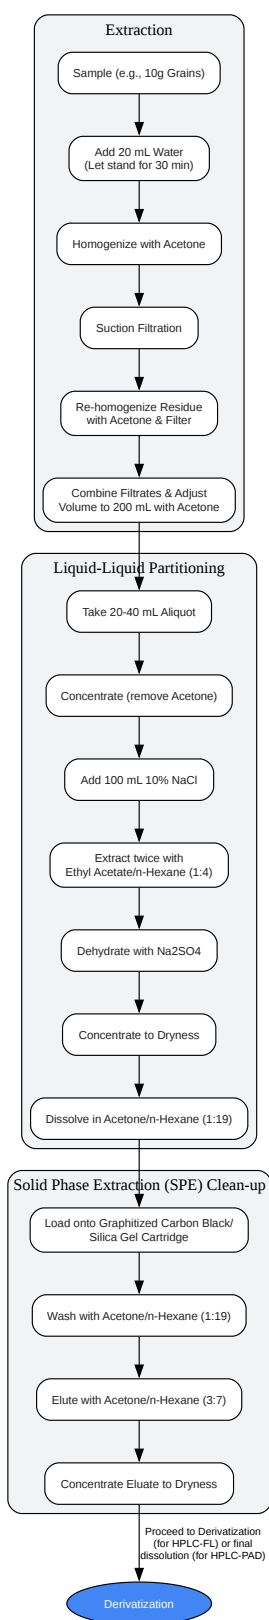 Extraction
Sample (e.g., 10g Grains)
Add 20 mL Water
(Let stand for 30 min)
Homogenize with Acetone
Suction Filtration
Re-homogenize Residue
with Acetone & Filter
Combine Filtrates & Adjust
Volume to 200 mL with Acetone
Liquid-Liquid Partitioning
Take 20-40 mL Aliquot
Concentrate (remove Acetone)
Add 100 mL 10% NaCl
Extract twice with
Ethyl Acetate/n-Hexane (1:4)
Dehydrate with Na2SO4
Concentrate to Dryness
Dissolve in Acetone/n-Hexane (1:19)
Solid Phase Extraction (SPE) Clean-up
Load onto Graphitized Carbon Black/
Silica Gel Cartridge
Wash with Acetone/n-Hexane (1:19)
Elute with Acetone/n-Hexane (3:7)
Concentrate Eluate to Dryness
Proceed to Derivatization
(for HPLC-FL) or final
dissolution (for HPLC-PAD)
Derivatization